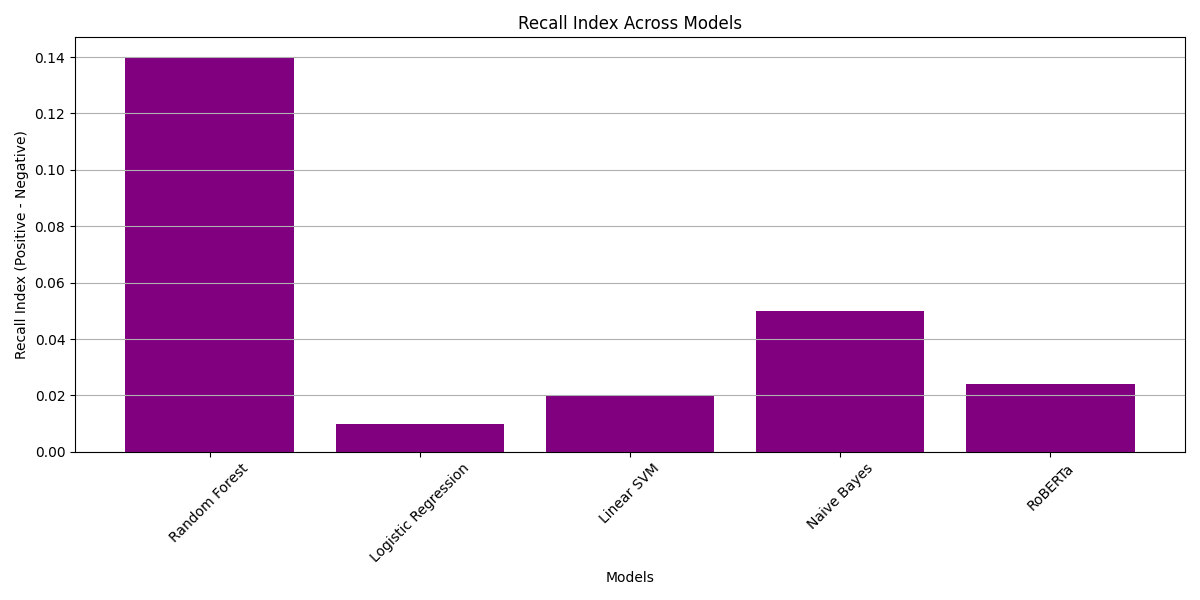 Recall Index Across Models
Recall Index (Positive - Negative)
0.14
0.12
0.10
0.08
0.06
0.04
0.02
0.00
Random Forest
Logistic Regression
Linear SVM
Naive Bayes
RoBERTa
Models